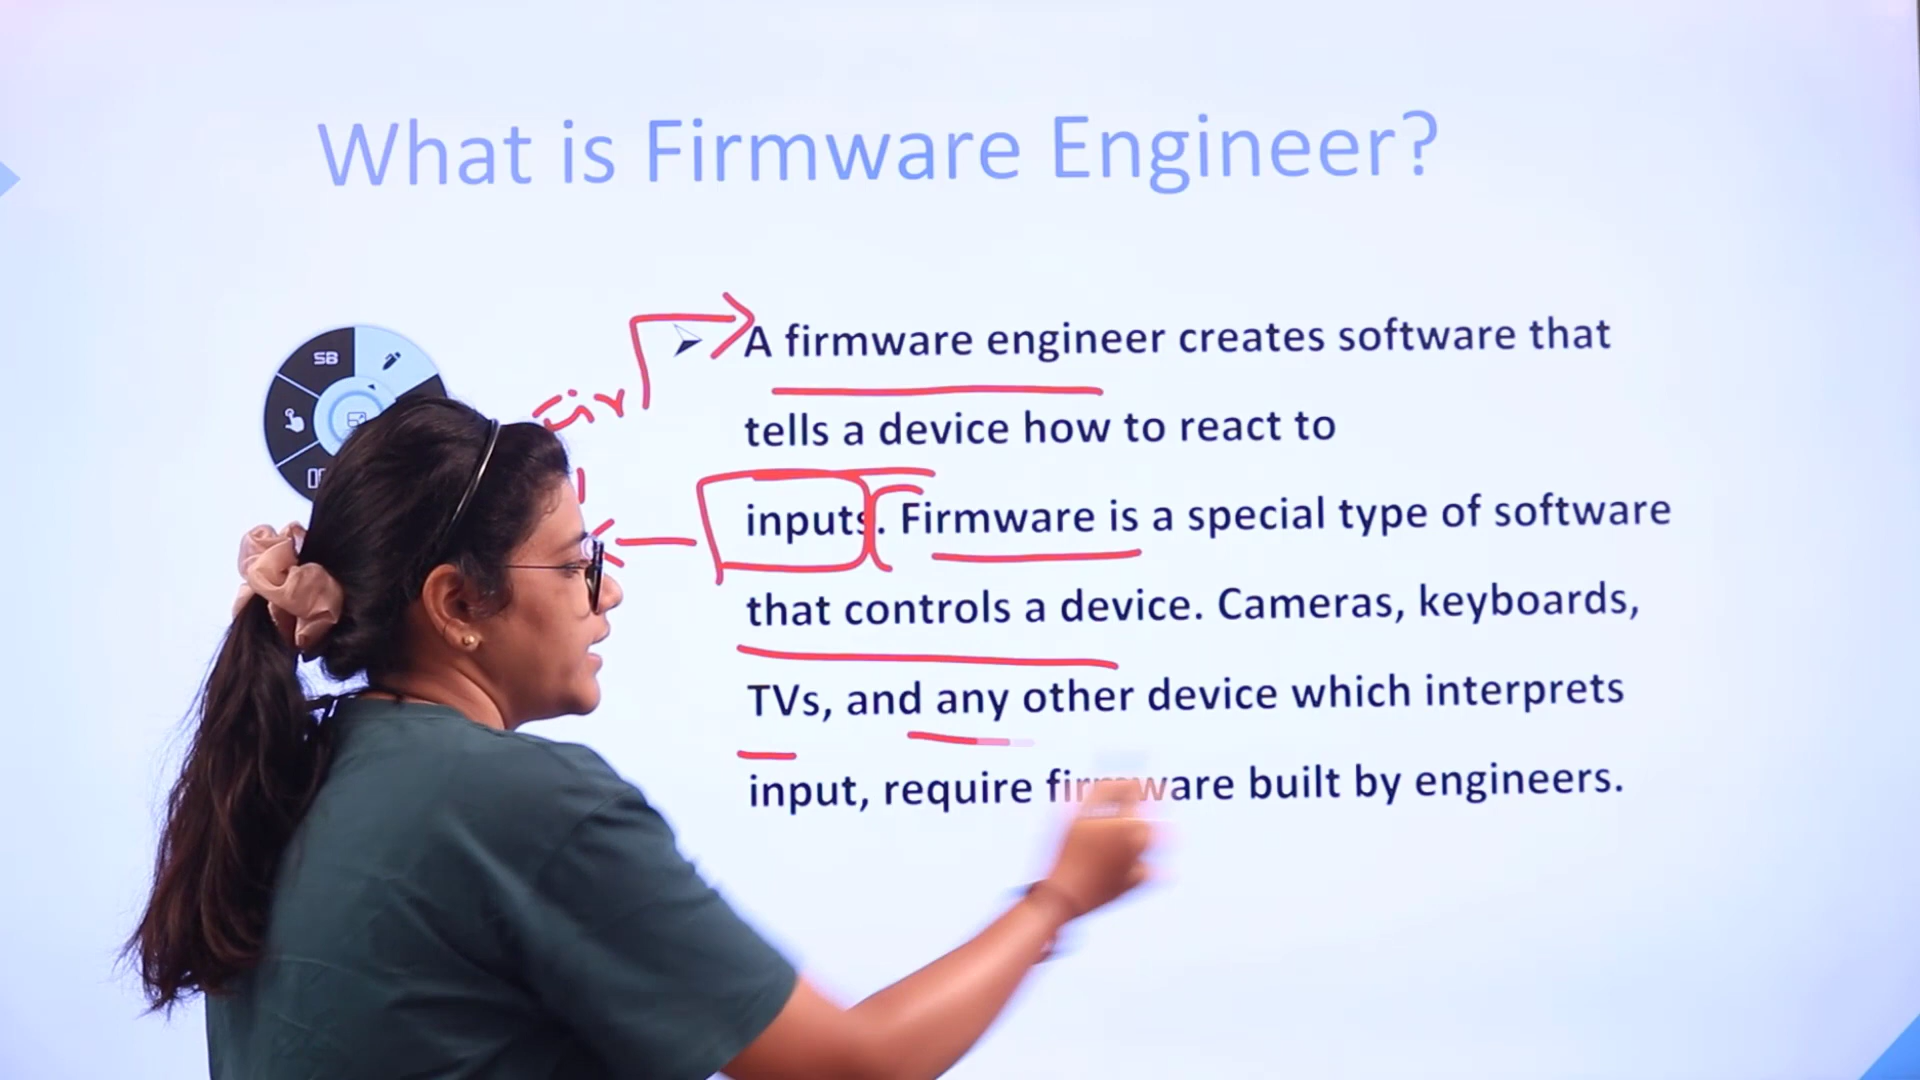 What is Firmware Engineer?
SB
Fir
A firmware engineer creates software that
tells a device how to react to
inputs. Firmware is a special type of software
that controls a device. Cameras, keyboards,
TVs, and any other device which interprets
input, require firmware built by engineers.